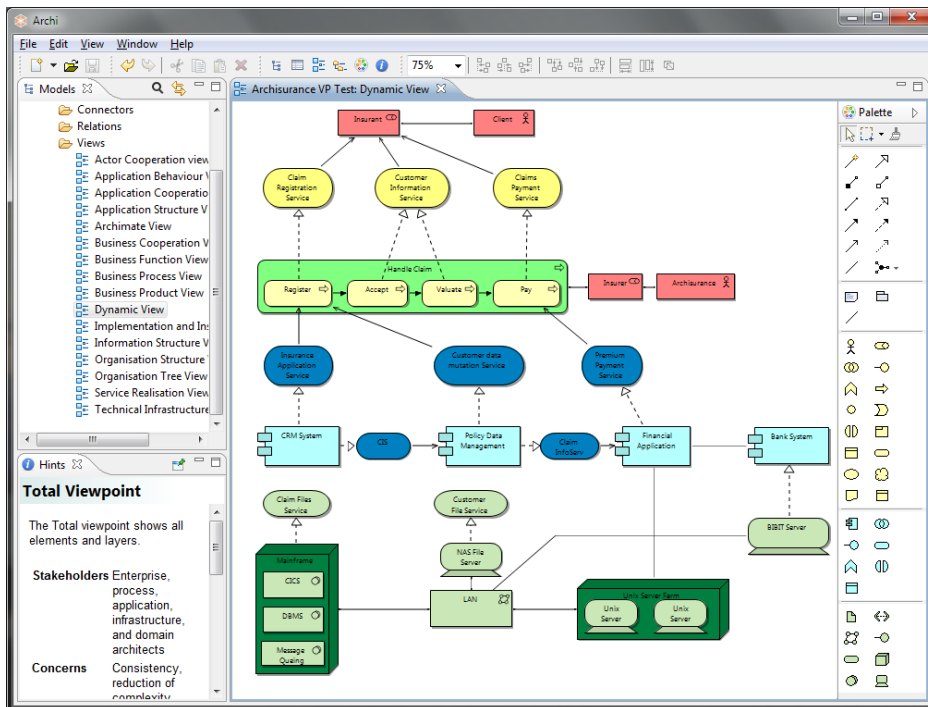 Archi
File Edit View Window Help
75%
Models
Connectors
Relations
Views
Actor Cooperation view
Application Behaviour V
Application Cooperatio
Application Structure V
Archimate View
Business Cooperation V
Business Function View
Business Process View
Business Product View
Dynamic View
Implementation and Ins
Information Structure V
Organisation Structure
Organisation Tree View
Service Realisation View
Technical Infrastructure
Hints
Total Viewpoint
The Total viewpoint shows all
elements and layers.
Stakeholders Enterprise,
process,
application,
infrastructure,
and domain
architects
Concerns Consistency,
reduction of
complexity
Archisurance VP Test: Dynamic View
Insurant
Client
Claim
Registration
Service
Customer
Information
Service
Claims
Payment
Service
Handle Claim
Register
Accept
Valuate
Pay
Insurer
Archisurance
Insurance
Application
Service
Customer data
mutation Service
Premium
Payment
Service
CRM System
CIS
Policy Data
Management
Claim
InfoServ
Financial
Application
Bank System
Claim Files
Service
Customer
File Service
BIBIT Server
Mainframe
CICS
DBMS
Message
Queing
NAS File
Server
LAN
Unix Server Farm
Unix
Server
Unix
Server
Palette